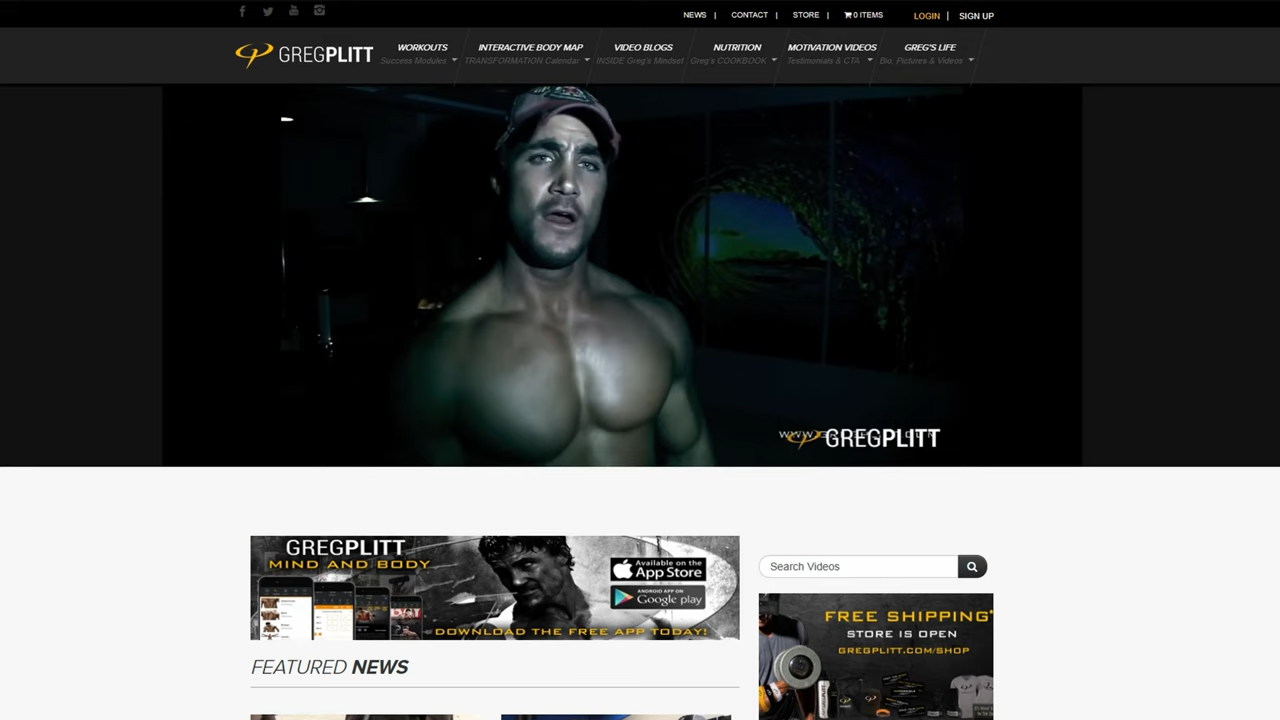 NEWS | CONTACT | STORE | 0 ITEMS LOGIN | SIGN UP
GREGPLITT
WORKOUTS INTERACTIVE BODY MAP VIDEO BLOGS NUTRITION MOTIVATION VIDEOS GREG'S LIFE
Success Modules TRANSFORMATION Calendar INSIDE Greg's Mindset Greg's COOKBOOK Testimonials & CTA Bio, Pictures & Videos
GREGPLITT
GREGPLITT
MIND AND BODY
Available on the
App Store
ANDROID APP ON
Google play
DOWNLOAD THE FREE APP TODAY!
Search Videos
FREE SHIPPING*
STORE IS OPEN
GREGPLITT.COM/SHOP
FEATURED NEWS